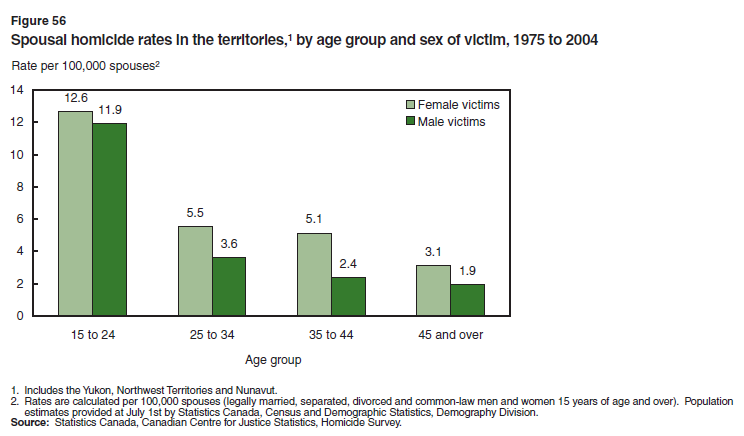 Figure 56
Spousal homicide rates in the territories,¹ by age group and sex of victim, 1975 to 2004
Rate per 100,000 spouses²
14
12
10
8
6
4
2
0
Female victims
Male victims
12.6
11.9
5.5
3.6
5.1
2.4
3.1
1.9
15 to 24
25 to 34
35 to 44
45 and over
Age group
1. Includes the Yukon, Northwest Territories and Nunavut.
2. Rates are calculated per 100,000 spouses (legally married, separated, divorced and common-law men and women 15 years of age and over). Population
estimates provided at July 1st by Statistics Canada, Census and Demographic Statistics, Demography Division.
Source: Statistics Canada, Canadian Centre for Justice Statistics, Homicide Survey.